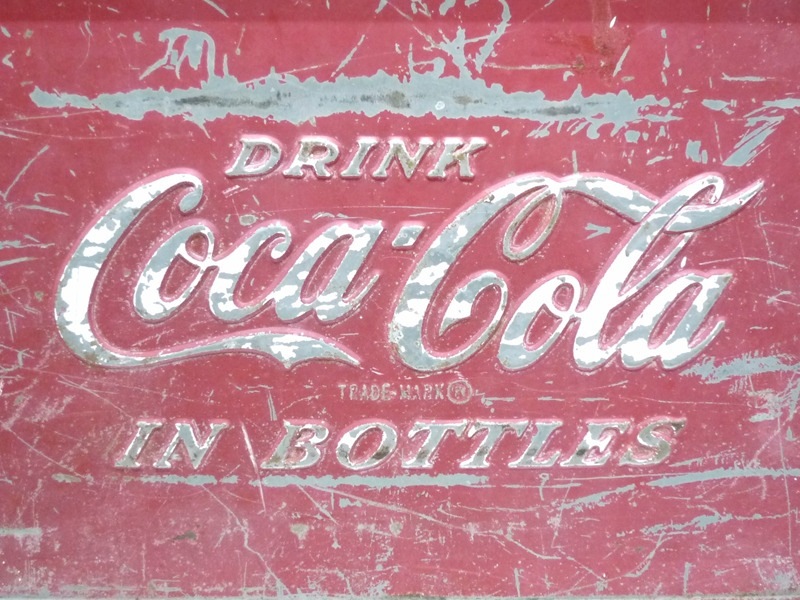 DRINK
Coca-Cola
TRADE-MARK ®
IN BOTTLES